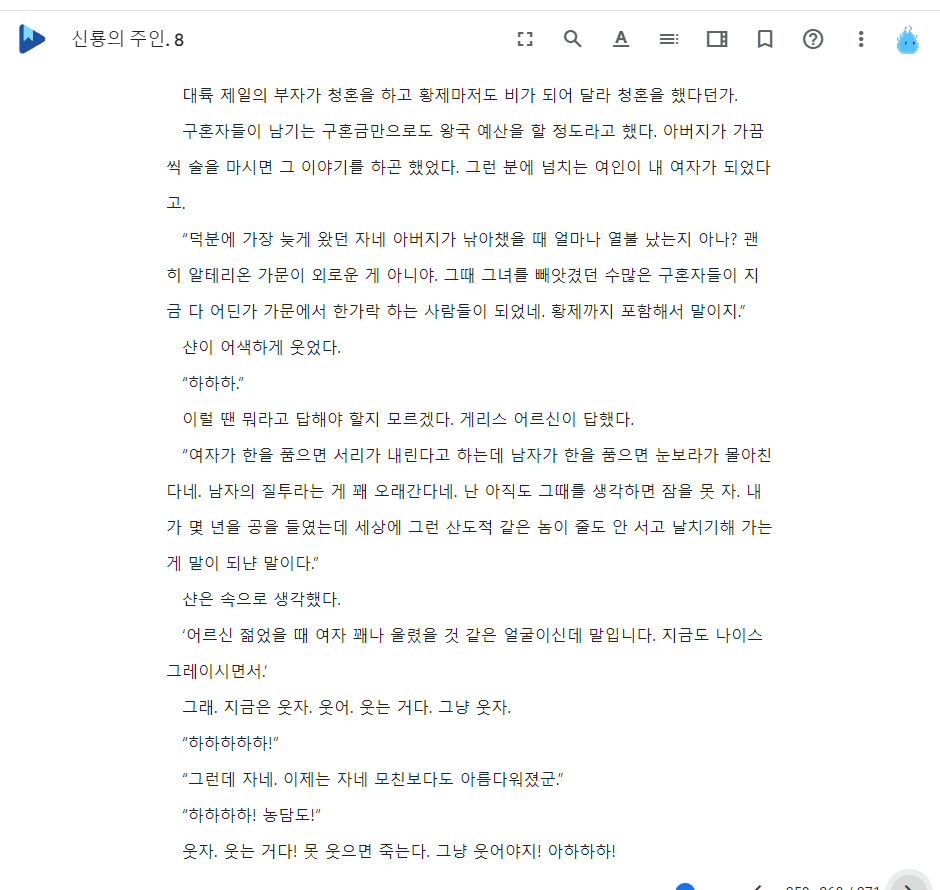 신룡의 주인. 8
대륙 제일의 부자가 청혼을 하고 황제마저도 비가 되어 달라 청혼을 했다던가.
구혼자들이 남기는 구혼금만으로도 왕국 예산을 할 정도라고 했다. 아버지가 가끔
씩 술을 마시면 그 이야기를 하곤 했었다. 그런 분에 넘치는 여인이 내 여자가 되었다
고.
“덕분에 가장 늦게 왔던 자네 아버지가 낚아챘을 때 얼마나 열불 났는지 아나? 괜
히 알테리온 가문이 외로운 게 아니야. 그때 그녀를 빼앗겼던 수많은 구혼자들이 지
금 다 어딘가 가문에서 한가락 하는 사람들이 되었네. 황제까지 포함해서 말이지.”
샨이 어색하게 웃었다.
“하하하.”
이럴 땐 뭐라고 답해야 할지 모르겠다. 게리스 어르신이 답했다.
“여자가 한을 품으면 서리가 내린다고 하는데 남자가 한을 품으면 눈보라가 몰아친
다네. 남자의 질투라는 게 꽤 오래간다네. 난 아직도 그때를 생각하면 잠을 못 자. 내
가 몇 년을 공을 들였는데 세상에 그런 산도적 같은 놈이 줄도 안 서고 날치기해 가는
게 말이 되냔 말이다.”
샨은 속으로 생각했다.
‘어르신 젊었을 때 여자 꽤나 울렸을 것 같은 얼굴이신데 말입니다. 지금도 나이스
그레이시면서.’
그래. 지금은 웃자. 웃어. 웃는 거다. 그냥 웃자.
“하하하하하!”
“그런데 자네. 이제는 자네 모친보다도 아름다워졌군.”
“하하하하! 농담도!”
웃자. 웃는 거다! 못 웃으면 죽는다. 그냥 웃어야지! 아하하하!